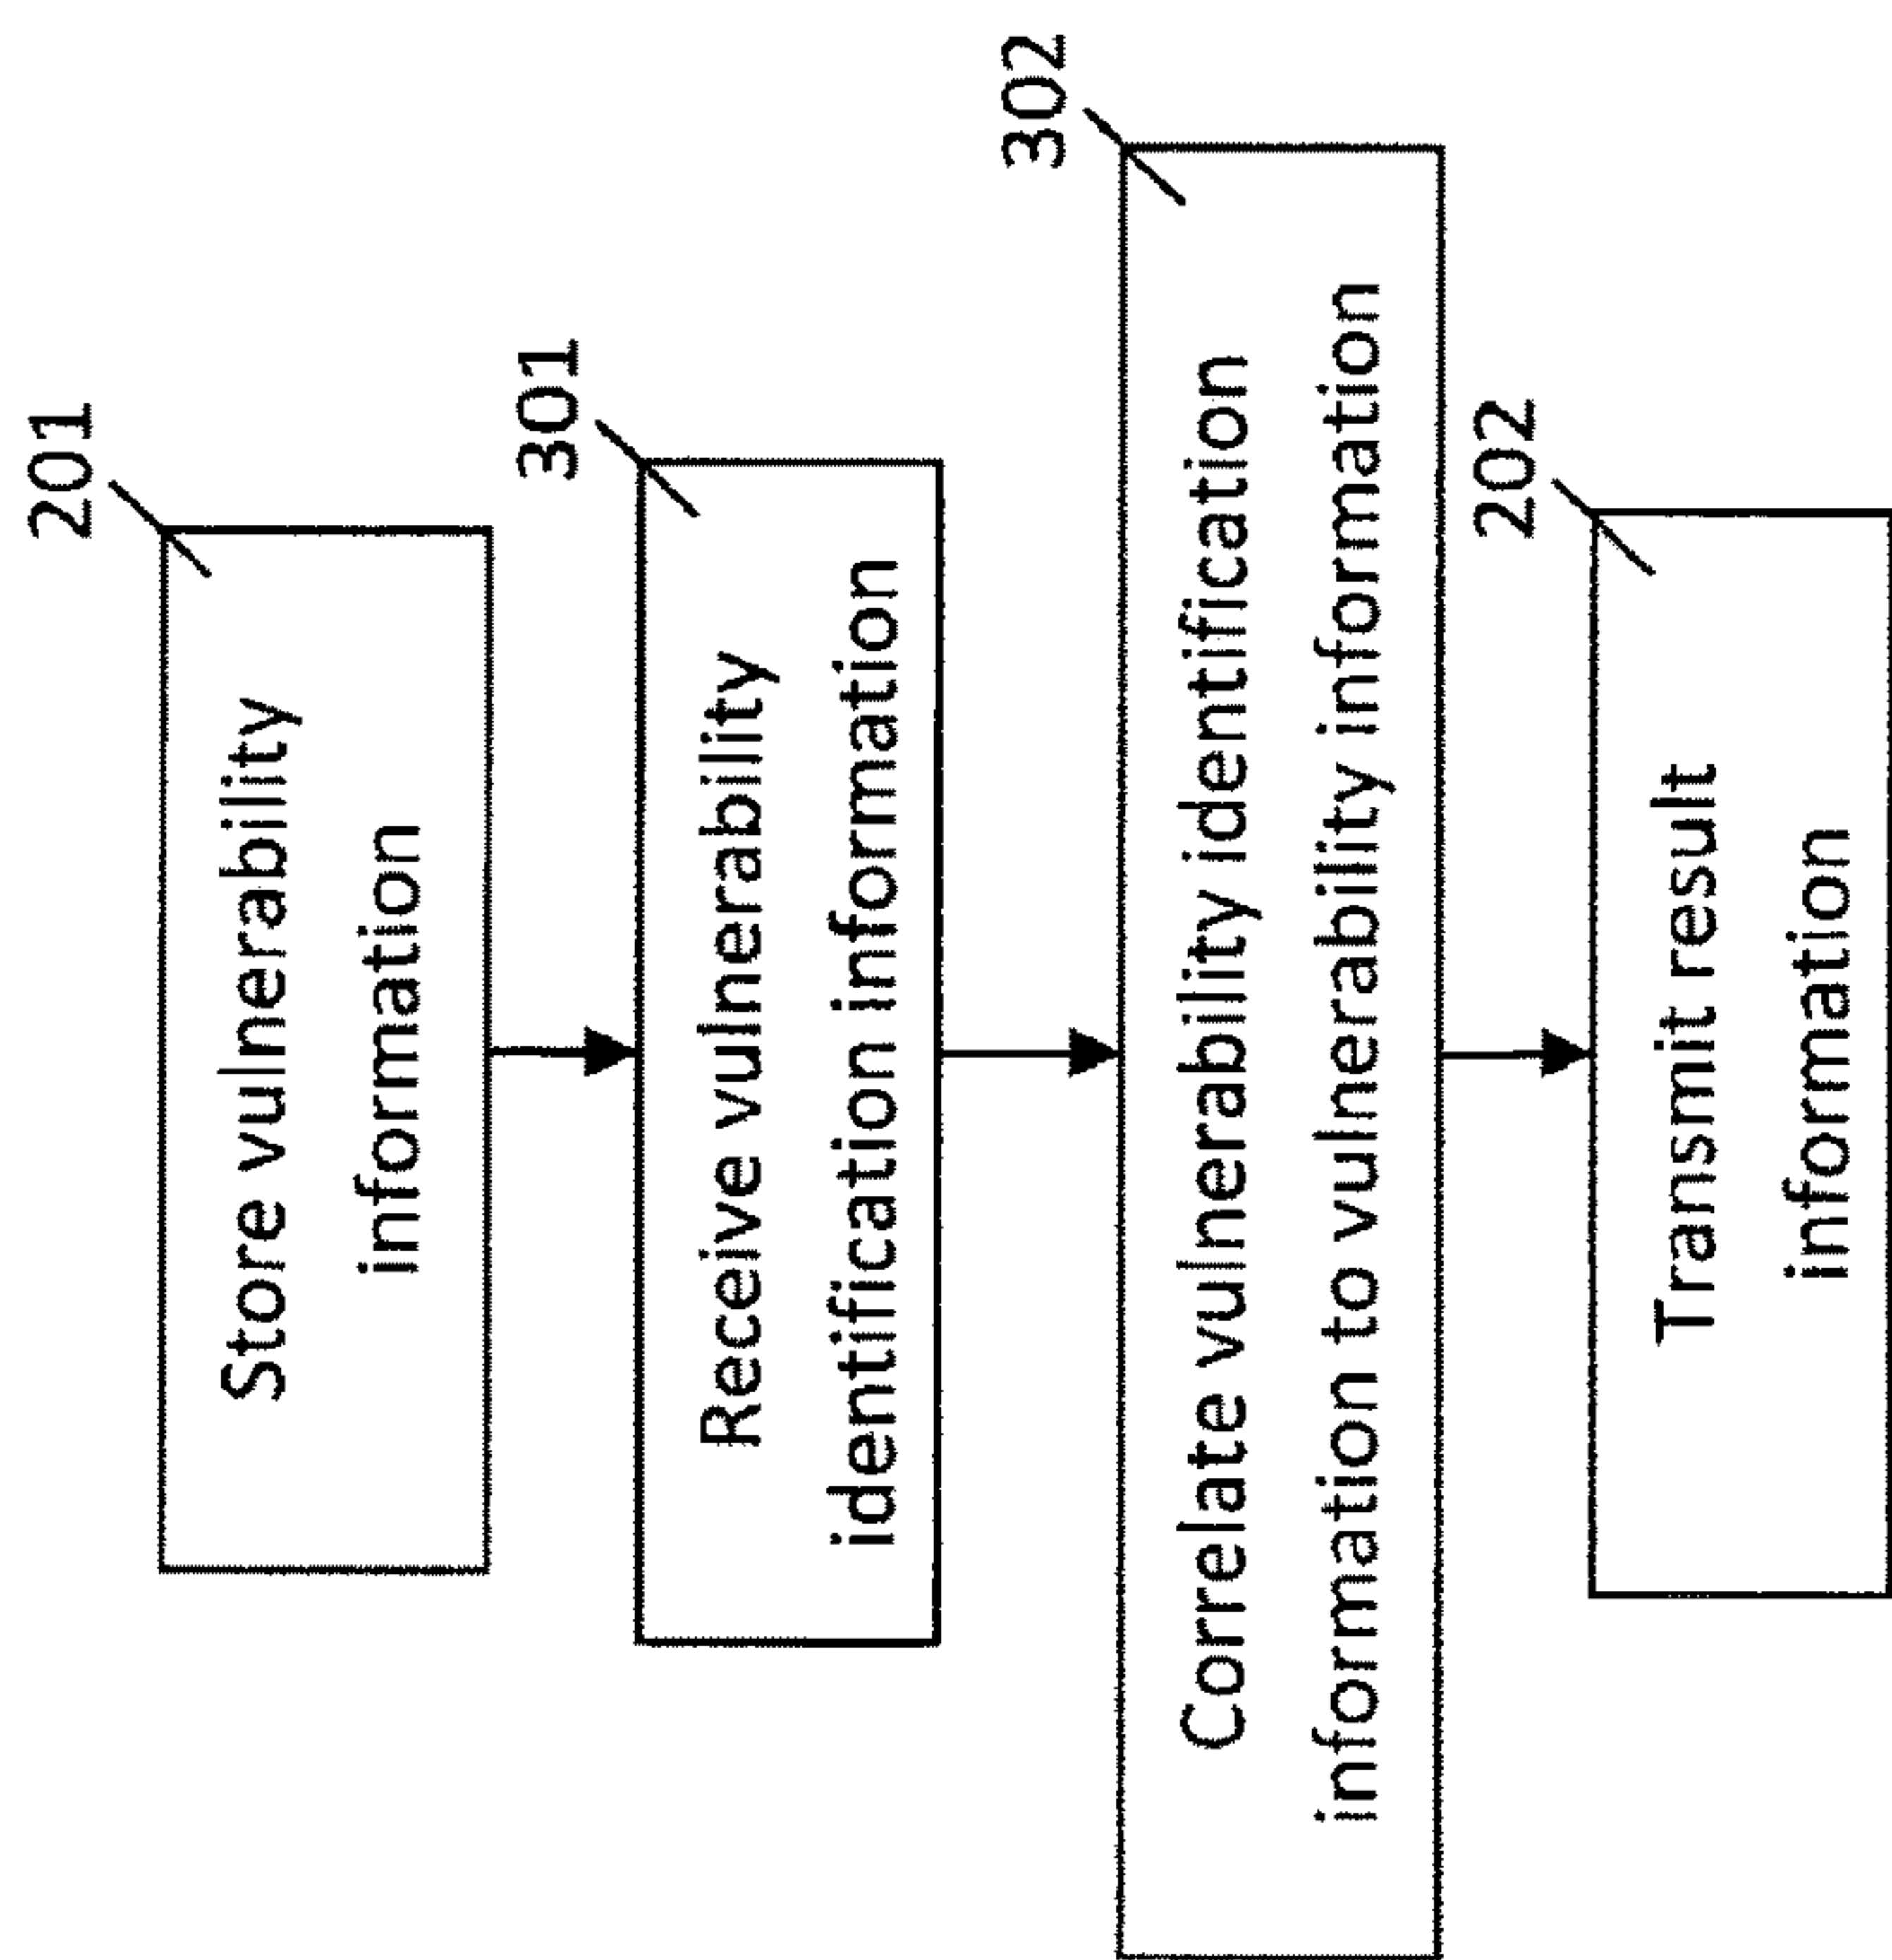 201
Store vulnerability
information
301
Receive vulnerability
identification information
302
Correlate vulnerability identification
information to vulnerability information
202
Transmit result
information